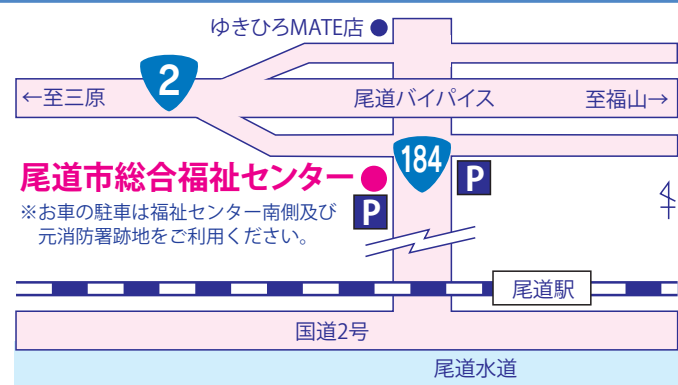 ゆきひろMATE店
2
←至三原
尾道バイパイス
至福山→
184
尾道市総合福祉センター
P
※お車の駐車は福祉センター南側及び
元消防署跡地をご利用ください。
P
尾道駅
国道2号
尾道水道